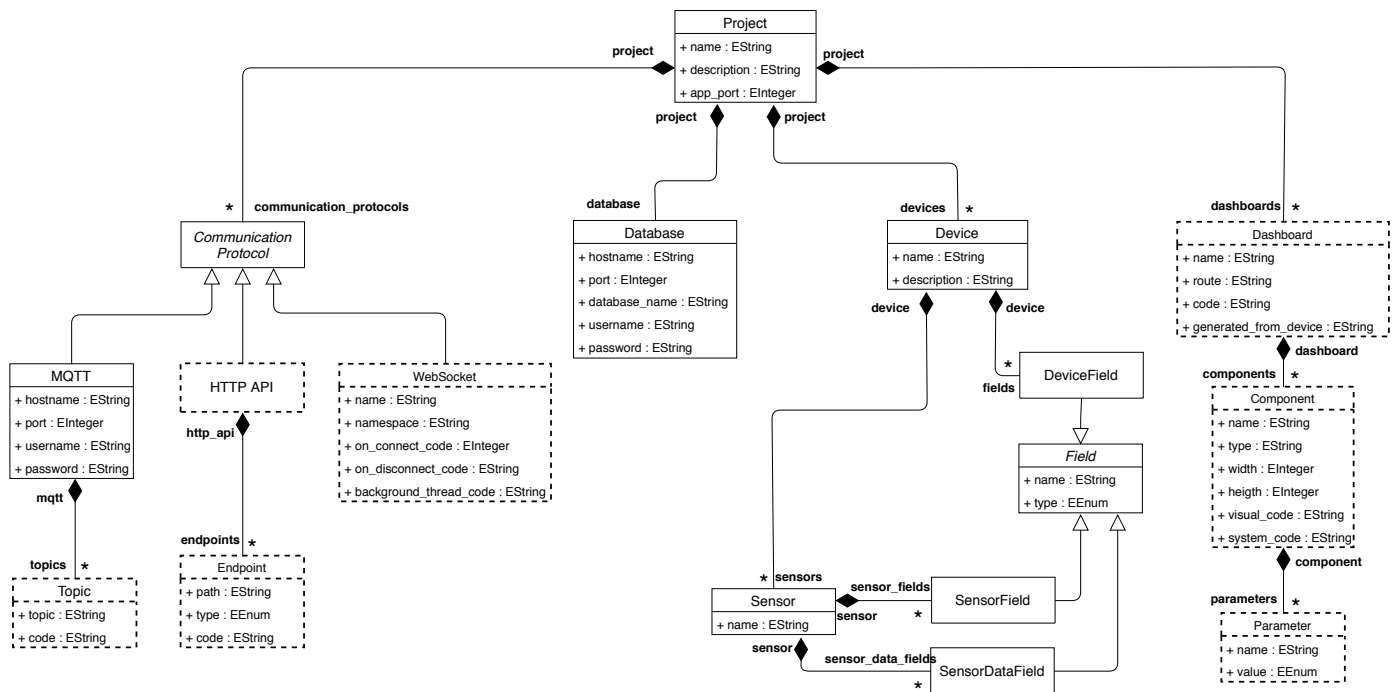 Project
+ name : EString
+ description : EString
+ app_port : EInteger
project
project
project
project
* communication_protocols
database
devices *
dashboards *
Communication
Protocol
Database
+ hostname : EString
+ port : EInteger
+ database_name : EString
+ username : EString
+ password : EString
Device
+ name : EString
+ description : EString
device
device
Dashboard
+ name : EString
+ route : EString
+ code : EString
+ generated_from_device : EString
dashboard
components *
MQTT
+ hostname : EString
+ port : EInteger
+ username : EString
+ password : EString
mqtt
topics *
Topic
+ topic : EString
+ code : EString
HTTP API
http_api
endpoints *
Endpoint
+ path : EString
+ type : EEnum
+ code : EString
WebSocket
+ name : EString
+ namespace : EString
+ on_connect_code : EInteger
+ on_disconnect_code : EString
+ background_thread_code : EString
*
fields
DeviceField
Field
+ name : EString
+ type : EEnum
* sensors
Sensor
+ name : EString
sensor_fields
sensor
*
SensorField
sensor
sensor_data_fields
*
SensorDataField
Component
+ name : EString
+ type : EString
+ width : EInteger
+ heigth : EInteger
+ visual_code : EString
+ system_code : EString
component
parameters *
Parameter
+ name : EString
+ value : EEnum